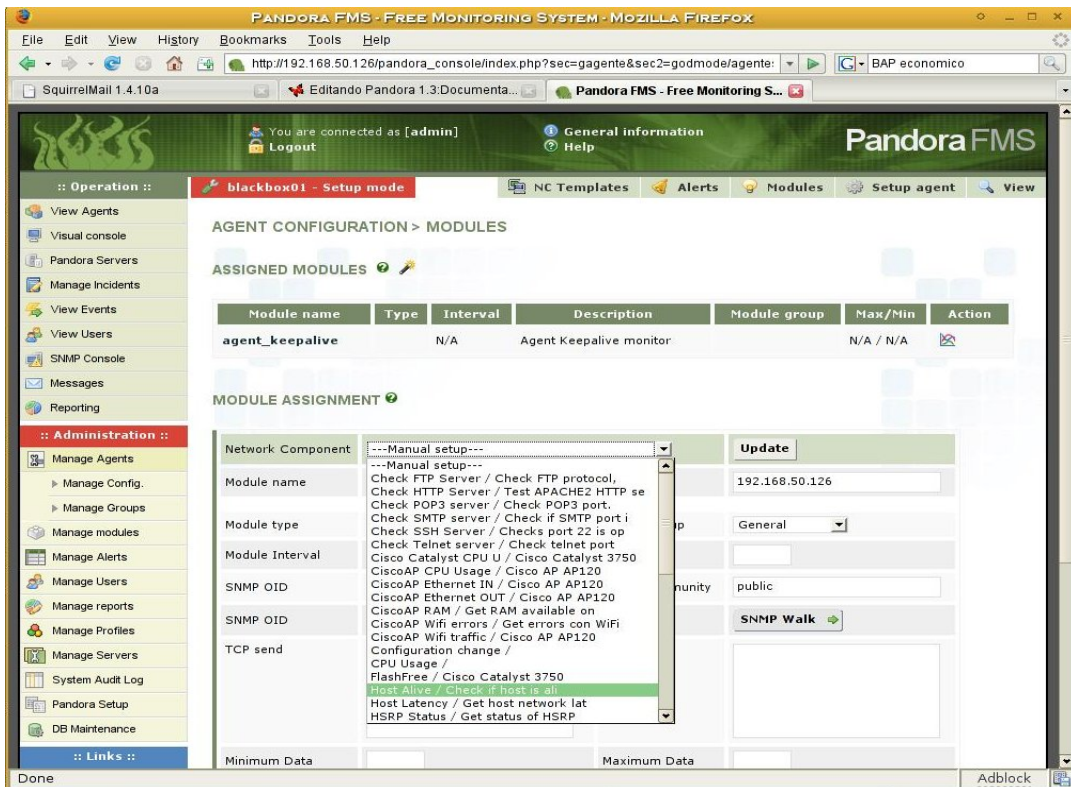 PANDORA FMS - FREE MONITORING SYSTEM - MOZILLA FIREFOX
File Edit View History Bookmarks Tools Help
http://192.168.50.126/pandora_console/index.php?sec=gagente&sec2=godmode/agente: G BAP economico
SquirrelMail 1.4.10a Editando Pandora 1.3:Documenta... Pandora FMS - Free Monitoring S...
You are connected as [admin] General information
Logout Help
Pandora FMS
:: Operation ::
blackbox01 - Setup mode NC Templates Alerts Modules Setup agent View
View Agents
Visual console
Pandora Servers
Manage Incidents
View Events
View Users
SNMP Console
Messages
Reporting
:: Administration ::
Manage Agents
Manage Config.
Manage Groups
Manage modules
Manage Alerts
Manage Users
Manage reports
Manage Profiles
Manage Servers
System Audit Log
Pandora Setup
DB Maintenance
:: Links ::
AGENT CONFIGURATION > MODULES
ASSIGNED MODULES
Module name Type Interval Description Module group Max/Min Action
agent_keepalive N/A Agent Keepalive monitor N/A / N/A
MODULE ASSIGNMENT
Network Component ---Manual setup--- Update
Module name 192.168.50.126
Module type General
Module Interval
SNMP OID public
SNMP OID SNMP Walk
TCP send
---Manual setup---
Check FTP Server / Check FTP protocol,
Check HTTP Server / Test APACHE2 HTTP se
Check POP3 server / Check POP3 port.
Check SMTP server / Check if SMTP port i
Check SSH Server / Checks port 22 is op
Check Telnet server / Check telnet port
Cisco Catalyst CPU U / Cisco Catalyst 3750
CiscoAP CPU Usage / Cisco AP AP120
CiscoAP Ethernet IN / Cisco AP AP120
CiscoAP Ethernet OUT / Cisco AP AP120
CiscoAP RAM / Get RAM available on
CiscoAP Wifi errors / Get errors con WiFi
CiscoAP Wifi traffic / Cisco AP AP120
Configuration change /
CPU Usage /
FlashFree / Cisco Catalyst 3750
Host Alive / Check if host is ali
Host Latency / Get host network lat
HSRP Status / Get status of HSRP
Minimum Data Maximum Data
Done Adblock